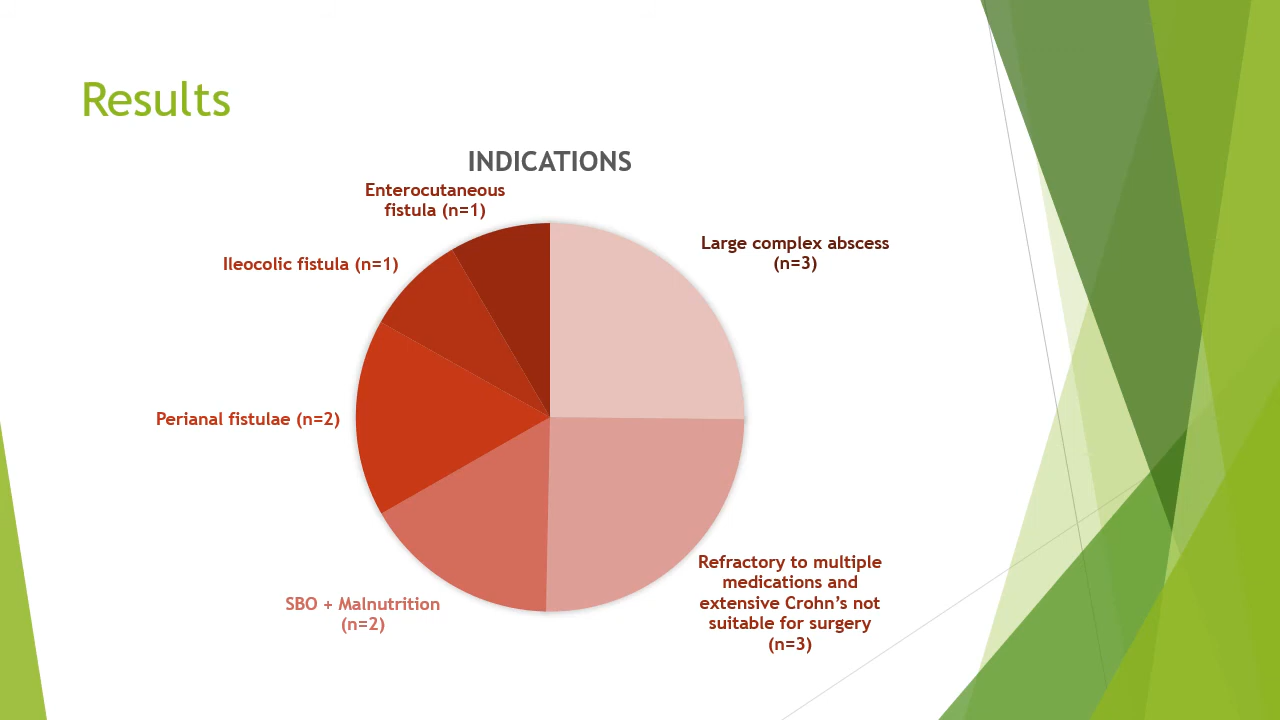 Results
INDICATIONS
Enterocutaneous
fistula (n=1)
Large complex abscess
(n=3)
Ileocolic fistula (n=1)
Perianal fistulae (n=2)
Refractory to multiple
medications and
extensive Crohn’s not
suitable for surgery
(n=3)
SBO + Malnutrition
(n=2)